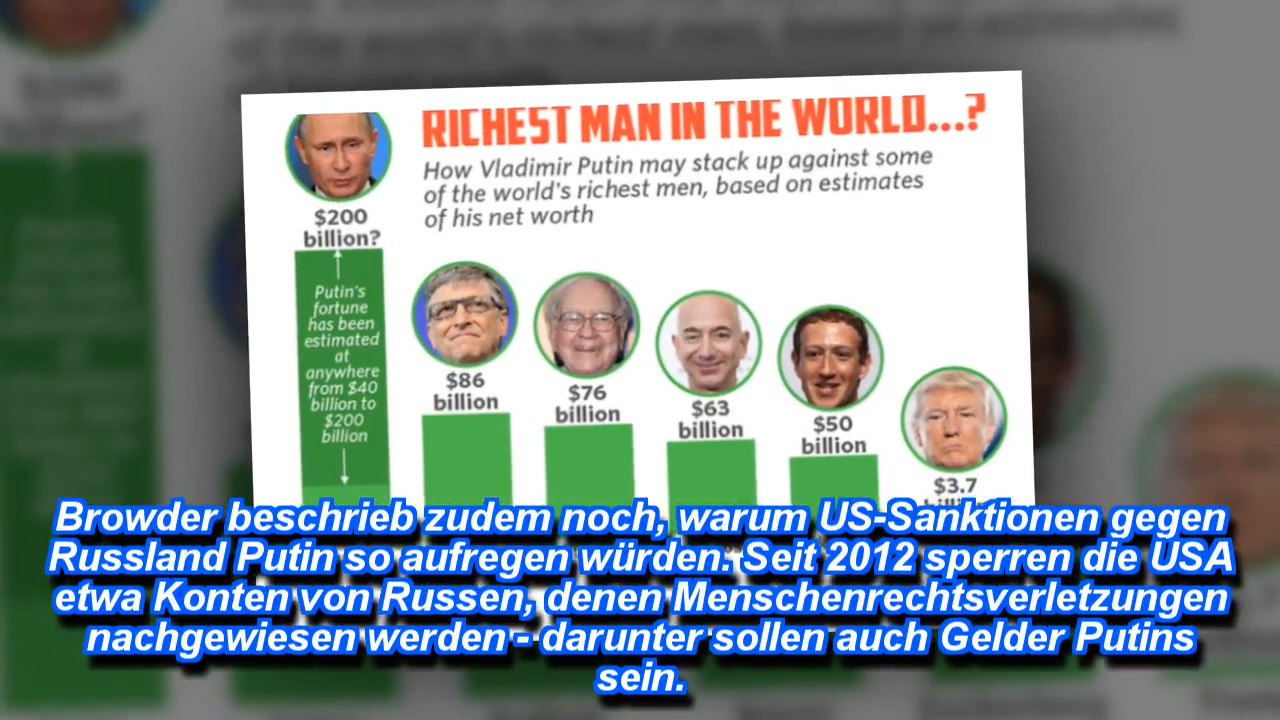 RICHEST MAN IN THE WORLD...?
How Vladimir Putin may stack up against some
of the world's richest men, based on estimates
of his net worth
$200
billion?
Putin's
fortune
has been
estimated
at
anywhere
from $40
billion to
$200
billion
$86
billion
$76
billion
$63
billion
$50
billion
$3.7
Browder beschrieb zudem noch, warum US-Sanktionen gegen
Russland Putin so aufregen würden. Seit 2012 sperren die USA
etwa Konten von Russen, denen Menschenrechtsverletzungen
nachgewiesen werden - darunter sollen auch Gelder Putins
sein.